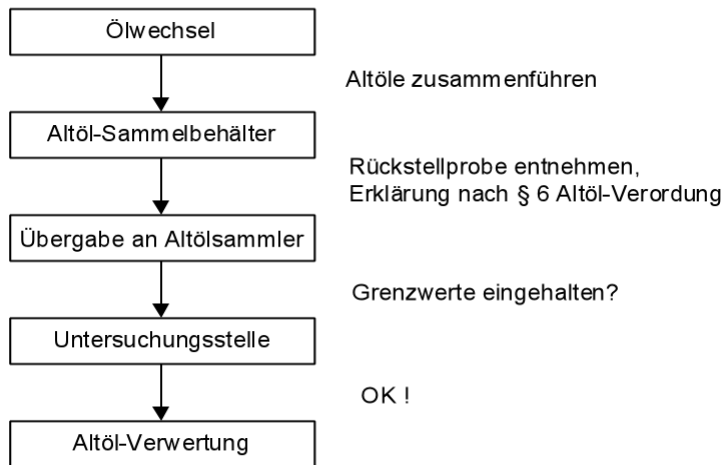 Ölwechsel
Altöle zusammenführen
Altöl-Sammelbehälter
Rückstellprobe entnehmen,
Erklärung nach § 6 Altöl-Verordung
Übergabe an Altölsammler
Grenzwerte eingehalten?
Untersuchungsstelle
OK !
Altöl-Verwertung